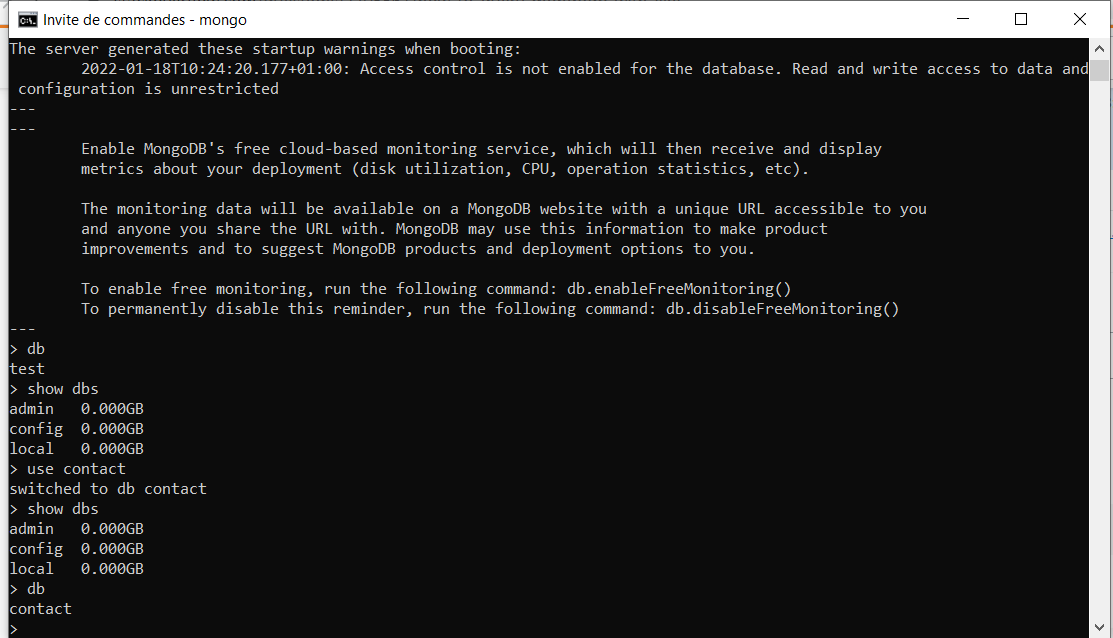 Invite de commandes - mongo
The server generated these startup warnings when booting:
2022-01-18T10:24:20.177+01:00: Access control is not enabled for the database. Read and write access to data and
configuration is unrestricted
---
---
Enable MongoDB's free cloud-based monitoring service, which will then receive and display
metrics about your deployment (disk utilization, CPU, operation statistics, etc).
The monitoring data will be available on a MongoDB website with a unique URL accessible to you
and anyone you share the URL with. MongoDB may use this information to make product
improvements and to suggest MongoDB products and deployment options to you.
To enable free monitoring, run the following command: db.enableFreeMonitoring()
To permanently disable this reminder, run the following command: db.disableFreeMonitoring()
---
> db
test
> show dbs
admin   0.000GB
config  0.000GB
local   0.000GB
> use contact
switched to db contact
> show dbs
admin   0.000GB
config  0.000GB
local   0.000GB
> db
contact
>